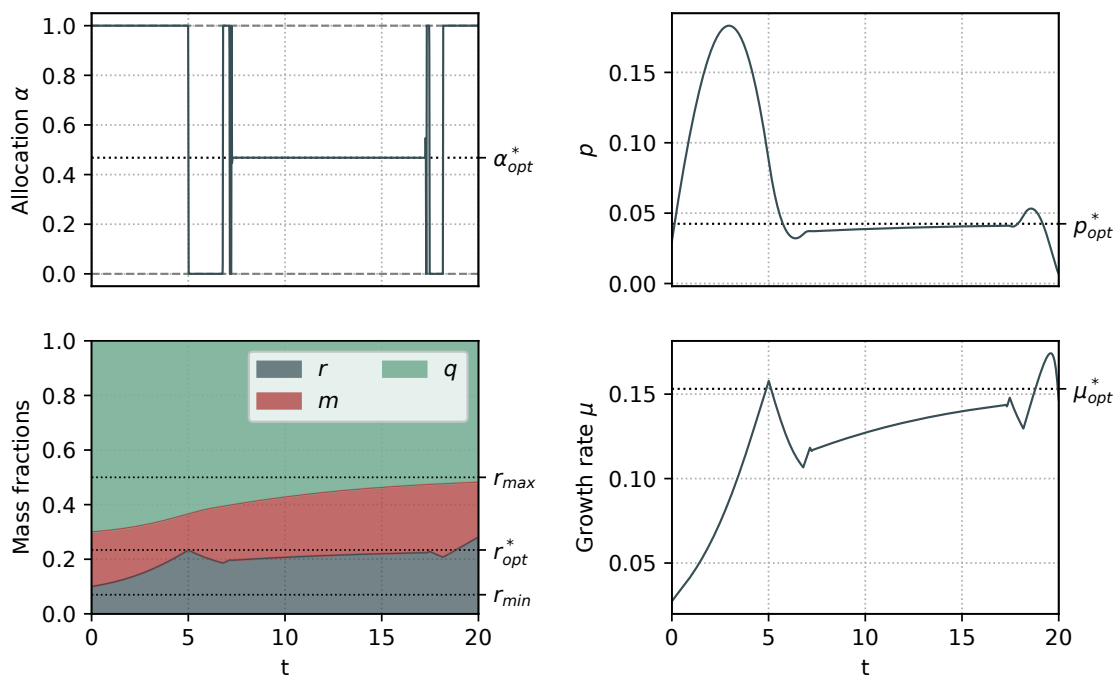 1.0
0.8
0.6
0.4
0.2
0.0
Allocation α
α*opt
0.15
0.10
0.05
0.00
p
p*opt
1.0
0.8
0.6
0.4
0.2
0.0
Mass fractions
r
q
m
rmax
r*opt
rmin
0 5 10 15 20
t
0.15
0.10
0.05
Growth rate μ
μ*opt
0 5 10 15 20
t